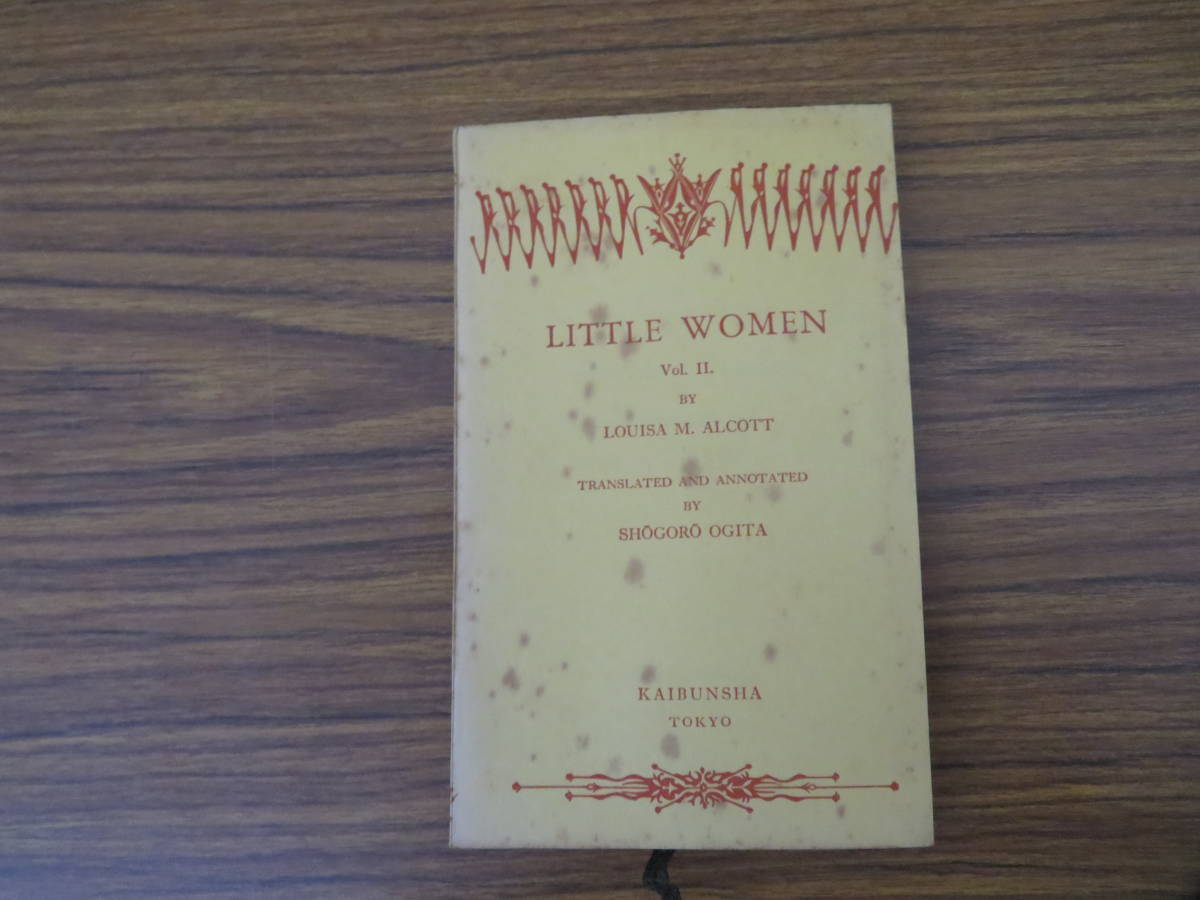 LITTLE WOMEN
Vol. II.
BY
LOUISA M. ALCOTT
TRANSLATED AND ANNOTATED
BY
SHŌGORŌ OGITA
KAIBUNSHA
TOKYO